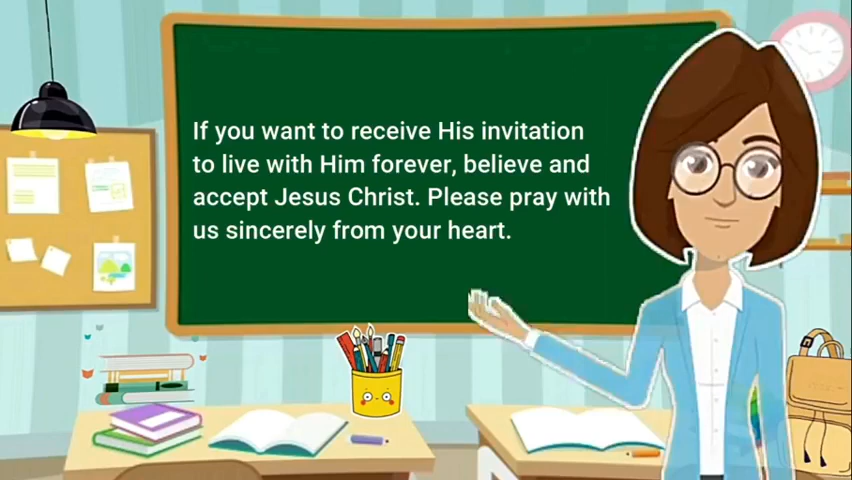 If you want to receive His invitation
to live with Him forever, believe and
accept Jesus Christ. Please pray with
us sincerely from your heart.